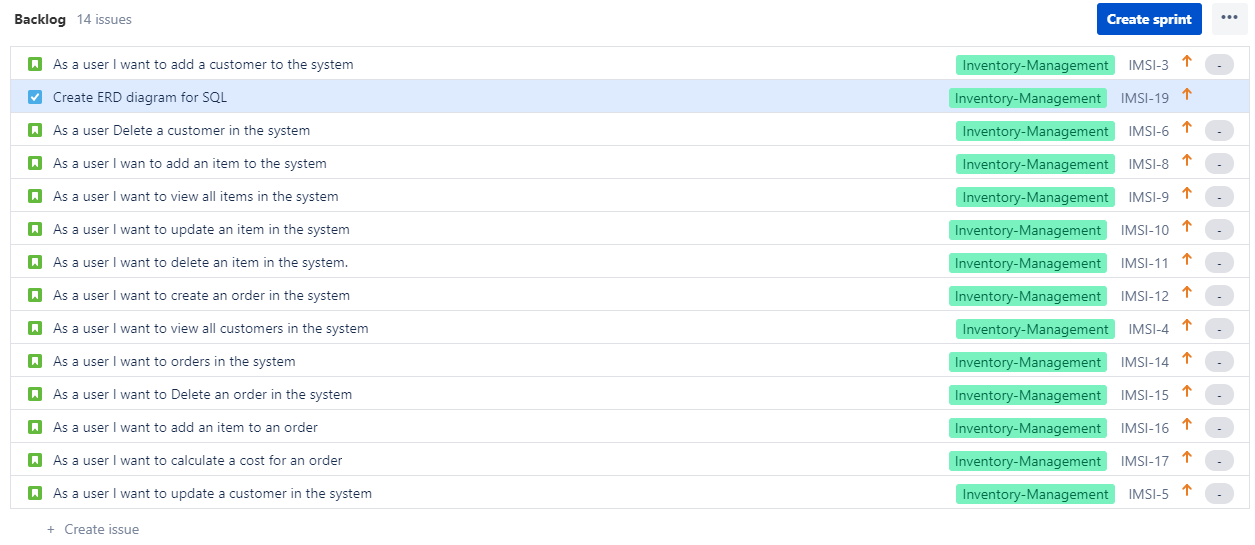 Backlog 14 issues Create sprint
As a user I want to add a customer to the system Inventory-Management IMSI-3 -
Create ERD diagram for SQL Inventory-Management IMSI-19
As a user Delete a customer in the system Inventory-Management IMSI-6 -
As a user I wan to add an item to the system Inventory-Management IMSI-8 -
As a user I want to view all items in the system Inventory-Management IMSI-9 -
As a user I want to update an item in the system Inventory-Management IMSI-10 -
As a user I want to delete an item in the system. Inventory-Management IMSI-11 -
As a user I want to create an order in the system Inventory-Management IMSI-12 -
As a user I want to view all customers in the system Inventory-Management IMSI-4 -
As a user I want to orders in the system Inventory-Management IMSI-14 -
As a user I want to Delete an order in the system Inventory-Management IMSI-15 -
As a user I want to add an item to an order Inventory-Management IMSI-16 -
As a user I want to calculate a cost for an order Inventory-Management IMSI-17 -
As a user I want to update a customer in the system Inventory-Management IMSI-5 -
+ Create issue